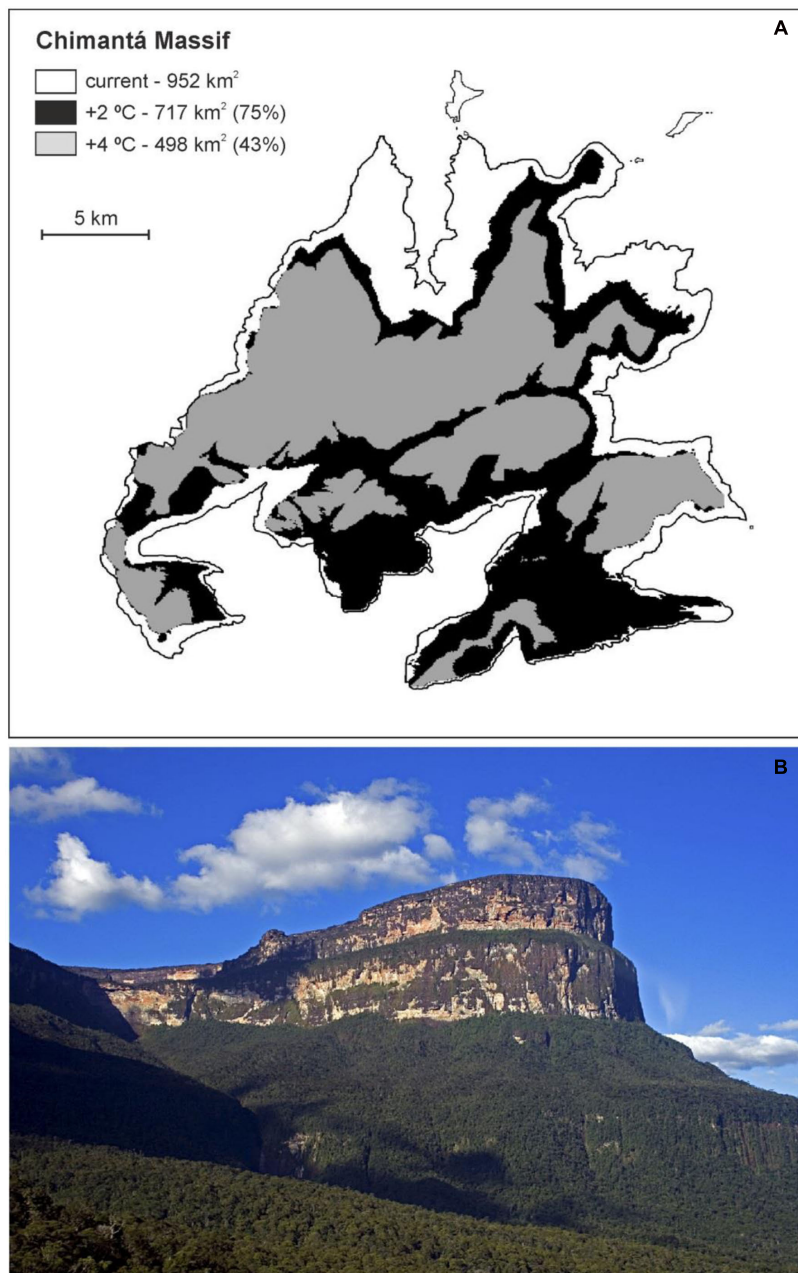 A
Chimantá Massif
current - 952 km²
+2 ºC - 717 km² (75%)
+4 ºC - 498 km² (43%)
5 km
B